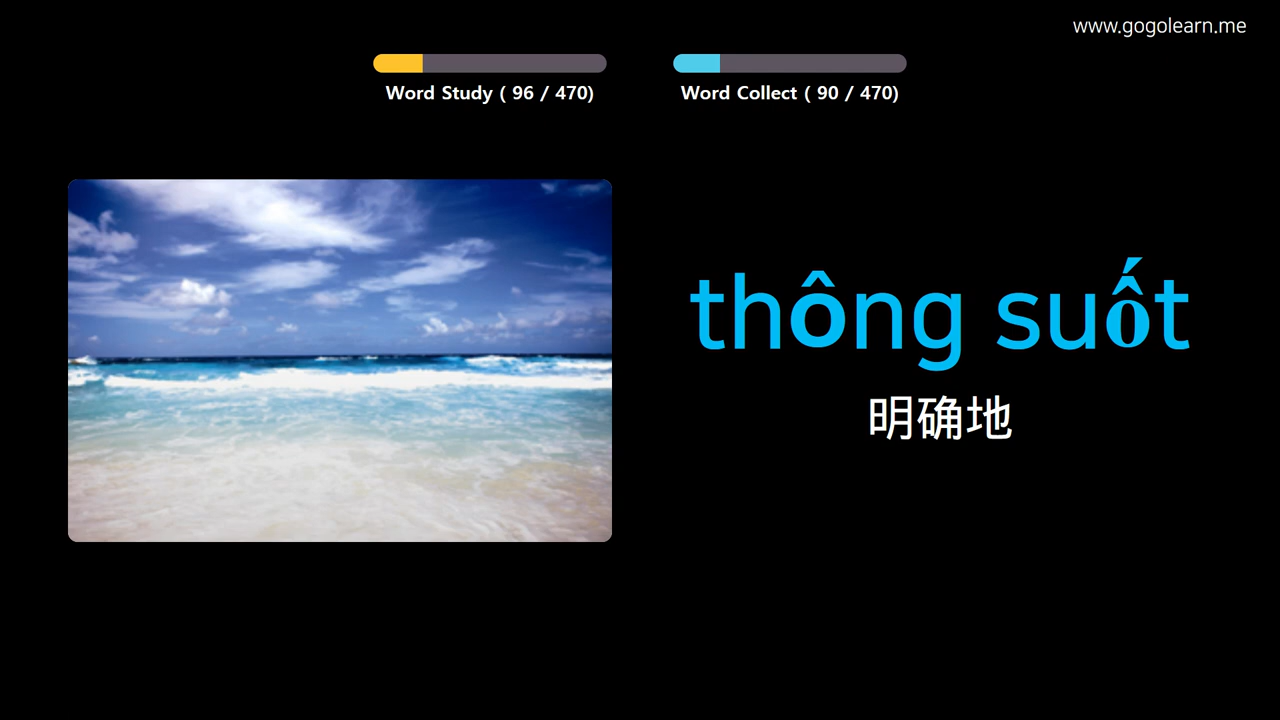 www.gogolearn.me
Word Study ( 96 / 470)
Word Collect ( 90 / 470)
thông suốt
明确地